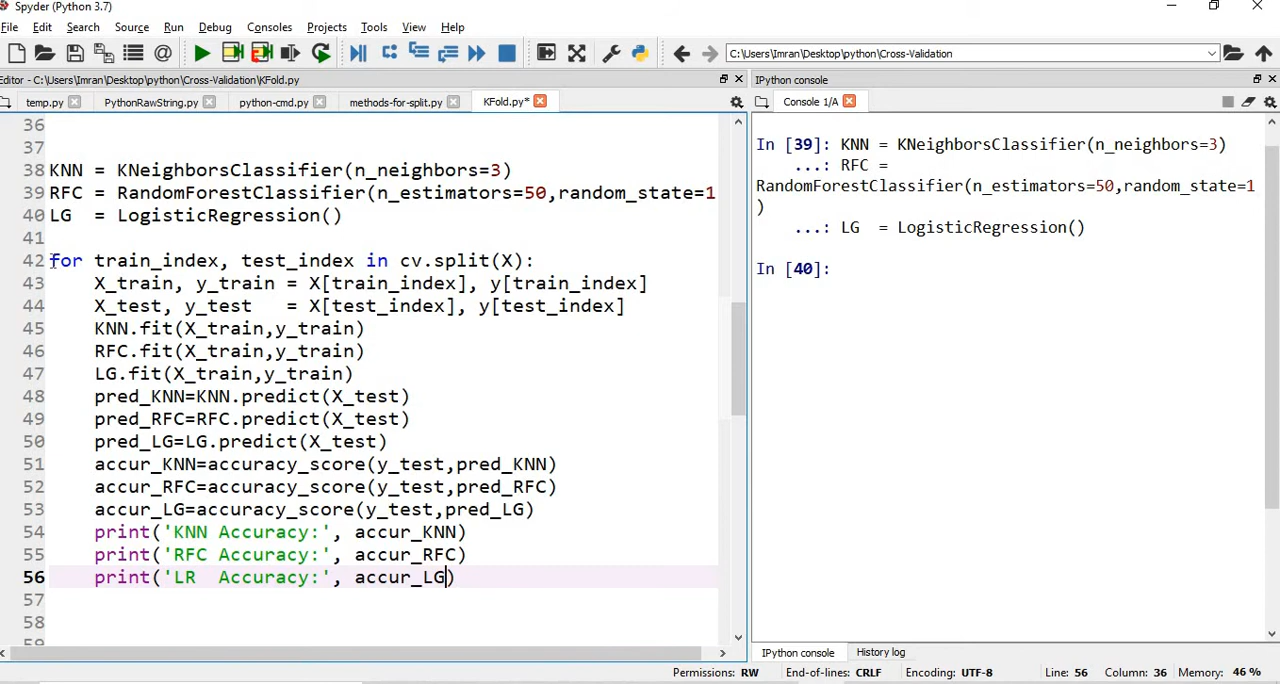 Spyder (Python 3.7)
File Edit Search Source Run Debug Consoles Projects Tools View Help
C:\Users\Imran\Desktop\python\Cross-Validation
Editor - C:\Users\Imran\Desktop\python\Cross-Validation\KFold.py
temp.py PythonRawString.py python-cmd.py methods-for-split.py KFold.py*
36
37
38 KNN = KNeighborsClassifier(n_neighbors=3)
39 RFC = RandomForestClassifier(n_estimators=50,random_state=1
40 LG  = LogisticRegression()
41
42 for train_index, test_index in cv.split(X):
43     X_train, y_train = X[train_index], y[train_index]
44     X_test, y_test   = X[test_index], y[test_index]
45     KNN.fit(X_train,y_train)
46     RFC.fit(X_train,y_train)
47     LG.fit(X_train,y_train)
48     pred_KNN=KNN.predict(X_test)
49     pred_RFC=RFC.predict(X_test)
50     pred_LG=LG.predict(X_test)
51     accur_KNN=accuracy_score(y_test,pred_KNN)
52     accur_RFC=accuracy_score(y_test,pred_RFC)
53     accur_LG=accuracy_score(y_test,pred_LG)
54     print('KNN Accuracy:', accur_KNN)
55     print('RFC Accuracy:', accur_RFC)
56     print('LR  Accuracy:', accur_LG)
57
58
59
IPython console
Console 1/A
In [39]: KNN = KNeighborsClassifier(n_neighbors=3)
...: RFC =
RandomForestClassifier(n_estimators=50,random_state=1
)
...: LG  = LogisticRegression()
In [40]:
IPython console History log
Permissions: RW End-of-lines: CRLF Encoding: UTF-8 Line: 56 Column: 36 Memory: 46 %